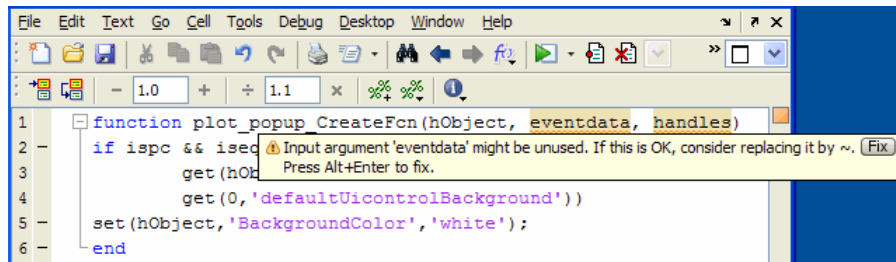 File Edit Text Go Cell Tools Debug Desktop Window Help
- 1.0 + ÷ 1.1 ×
1 function plot_popup_CreateFcn(hObject, eventdata, handles)
2 – if ispc && iseq
Input argument 'eventdata' might be unused. If this is OK, consider replacing it by ~. Fix
Press Alt+Enter to fix.
3 get(hOb
4 get(0,'defaultUicontrolBackground'))
5 – set(hObject,'BackgroundColor','white');
6 – end